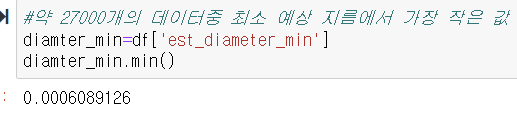 #약 27000개의 데이터중 최소 예상 지름에서 가장 작은 값
diamter_min=df['est_diameter_min']
diamter_min.min()
: 0.0006089126